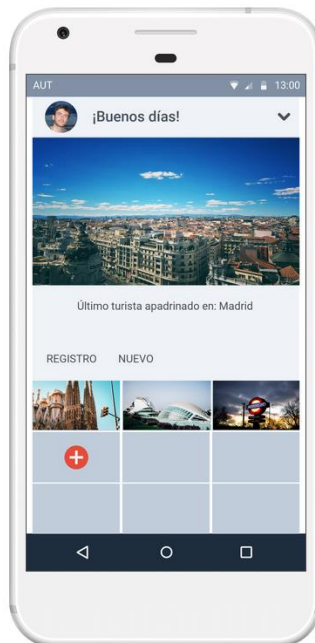 AUT 13:00
¡Buenos días!
Último turista apadrinado en: Madrid
REGISTRO NUEVO